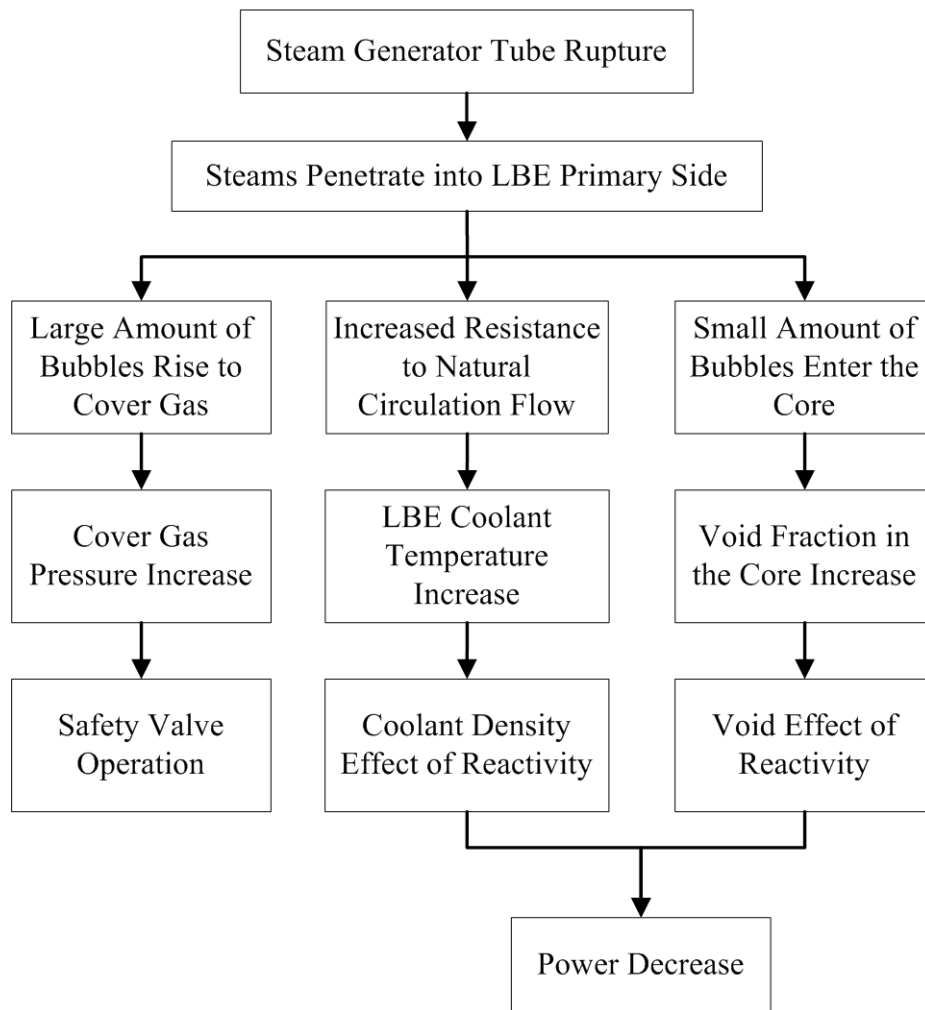 Steam Generator Tube Rupture
Steams Penetrate into LBE Primary Side
Large Amount of
Bubbles Rise to
Cover Gas
Increased Resistance
to Natural
Circulation Flow
Small Amount of
Bubbles Enter the
Core
Cover Gas
Pressure Increase
LBE Coolant
Temperature
Increase
Void Fraction in
the Core Increase
Safety Valve
Operation
Coolant Density
Effect of Reactivity
Void Effect of
Reactivity
Power Decrease